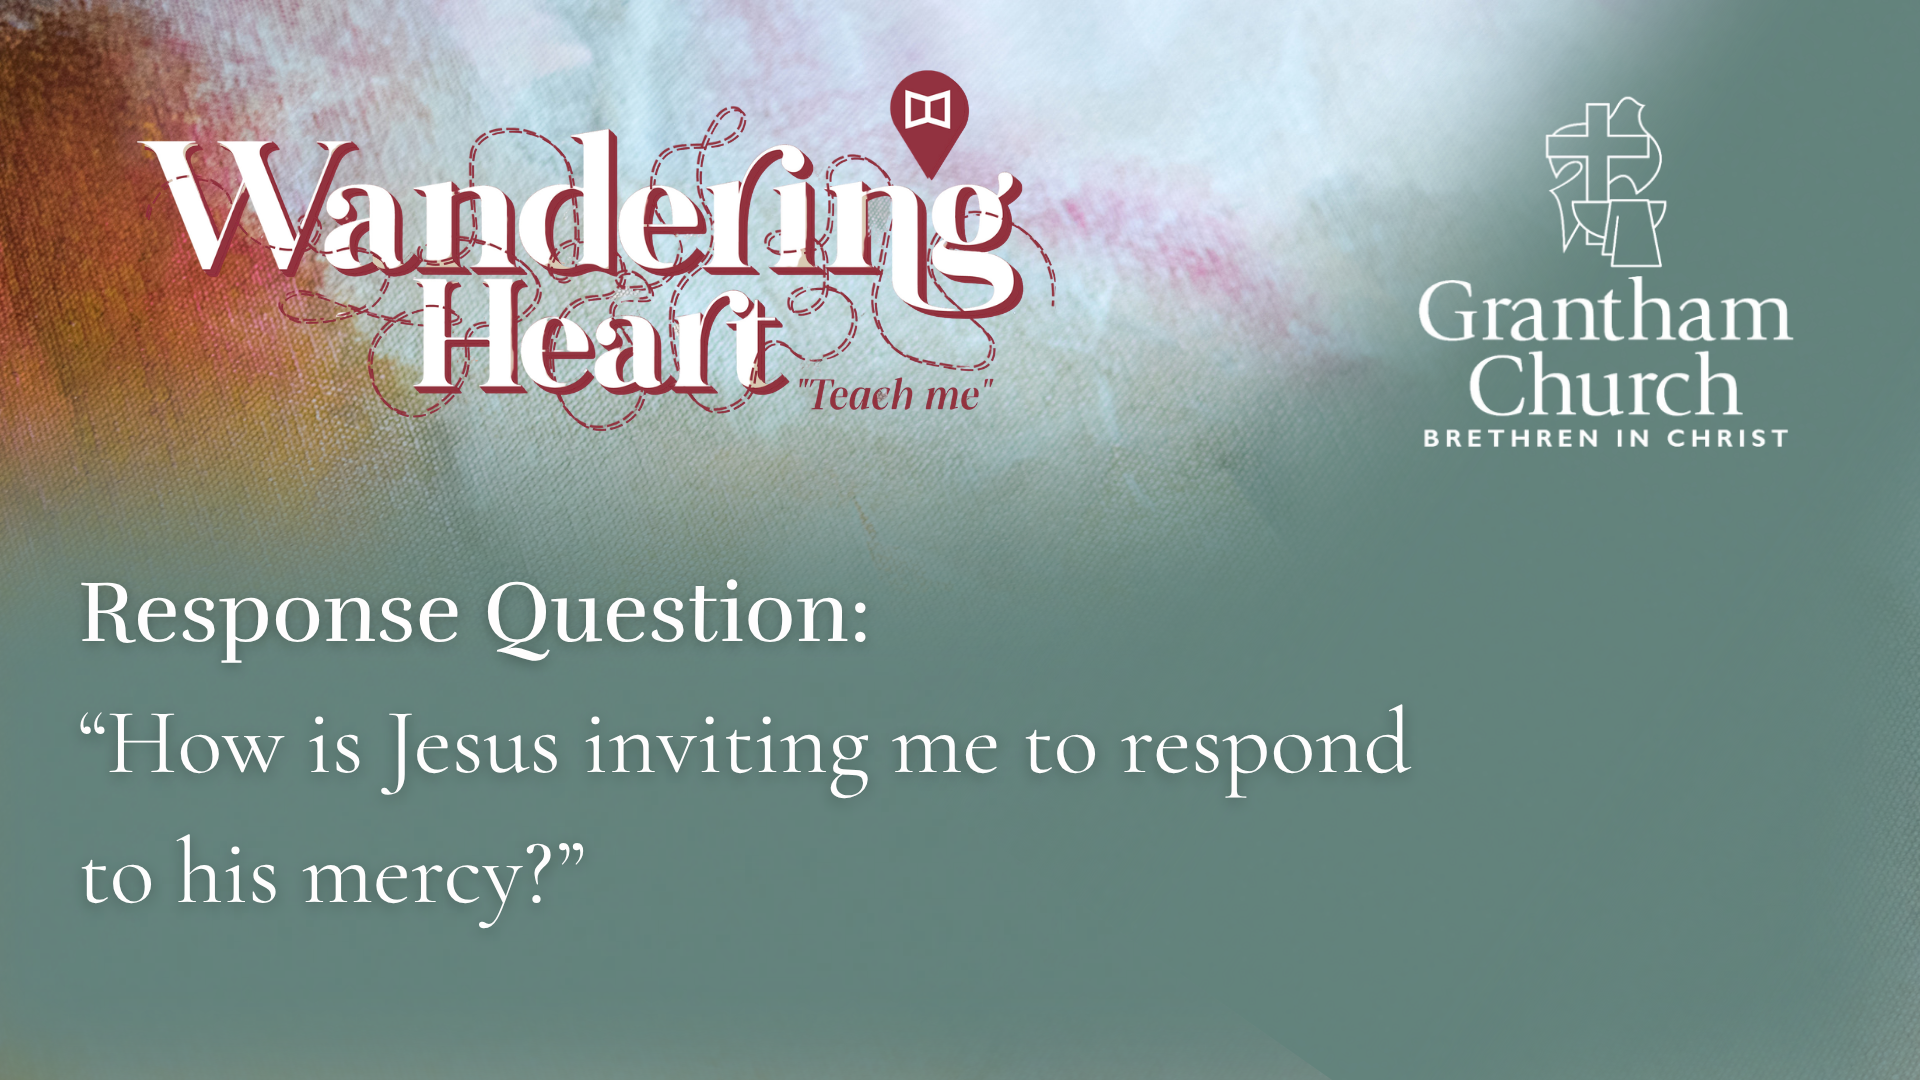 Wandering
Heart
"Teach me"
Grantham
Church
BRETHREN IN CHRIST
Response Question:
“How is Jesus inviting me to respond
to his mercy?”